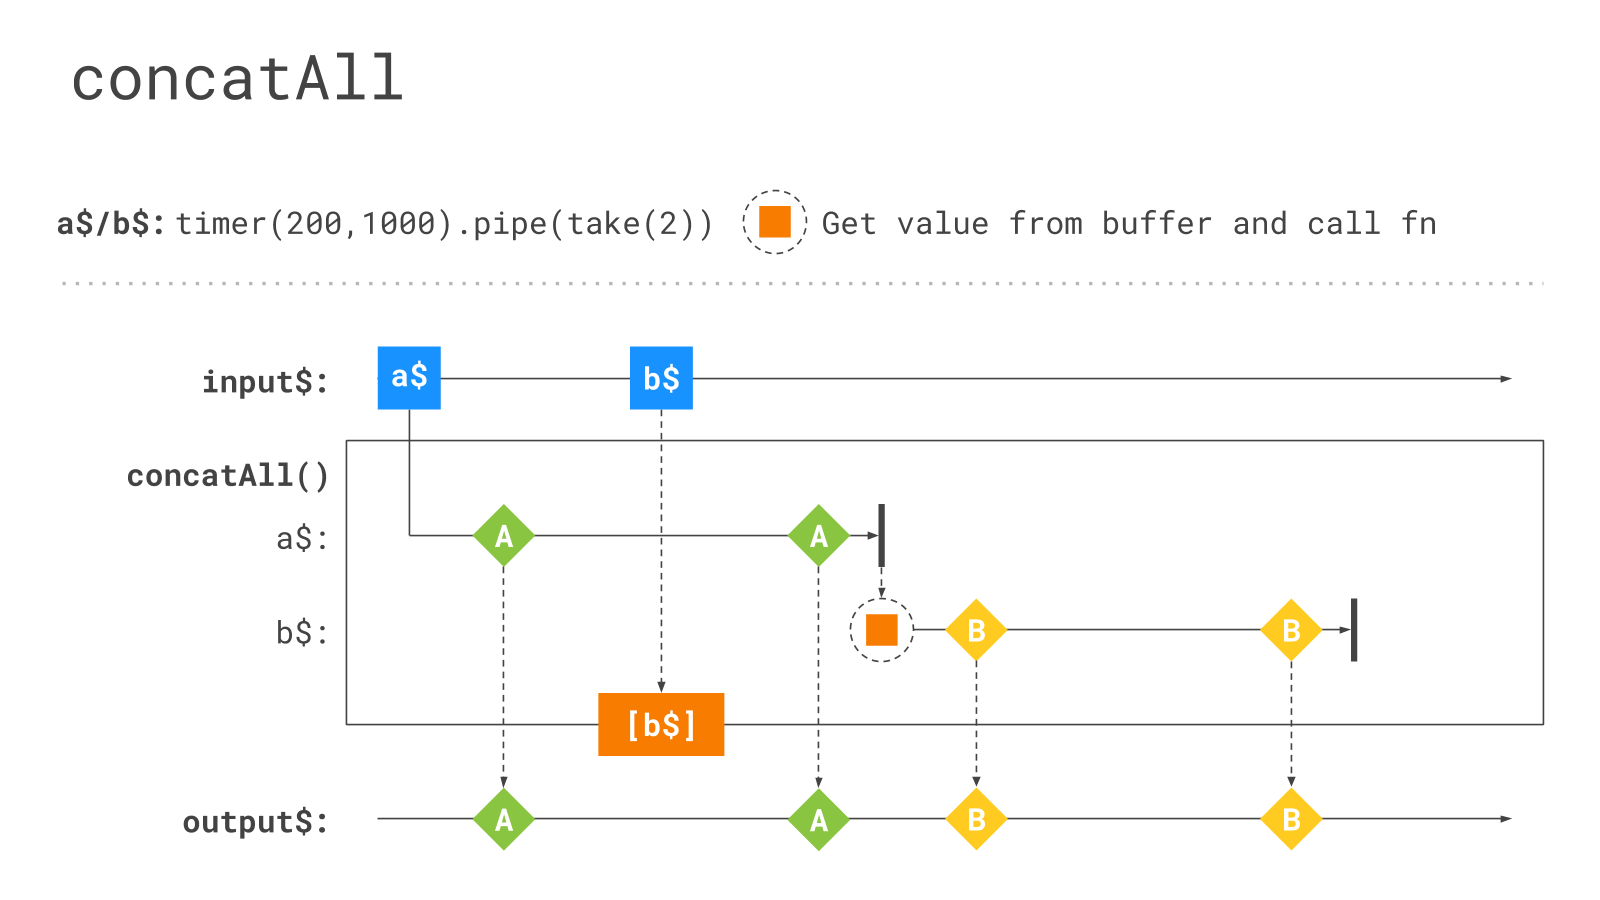 concatAll
a$/b$: timer(200,1000).pipe(take(2)) Get value from buffer and call fn
input$: a$ b$
concatAll()
a$: A A
b$: B B
[b$]
output$: A A B B